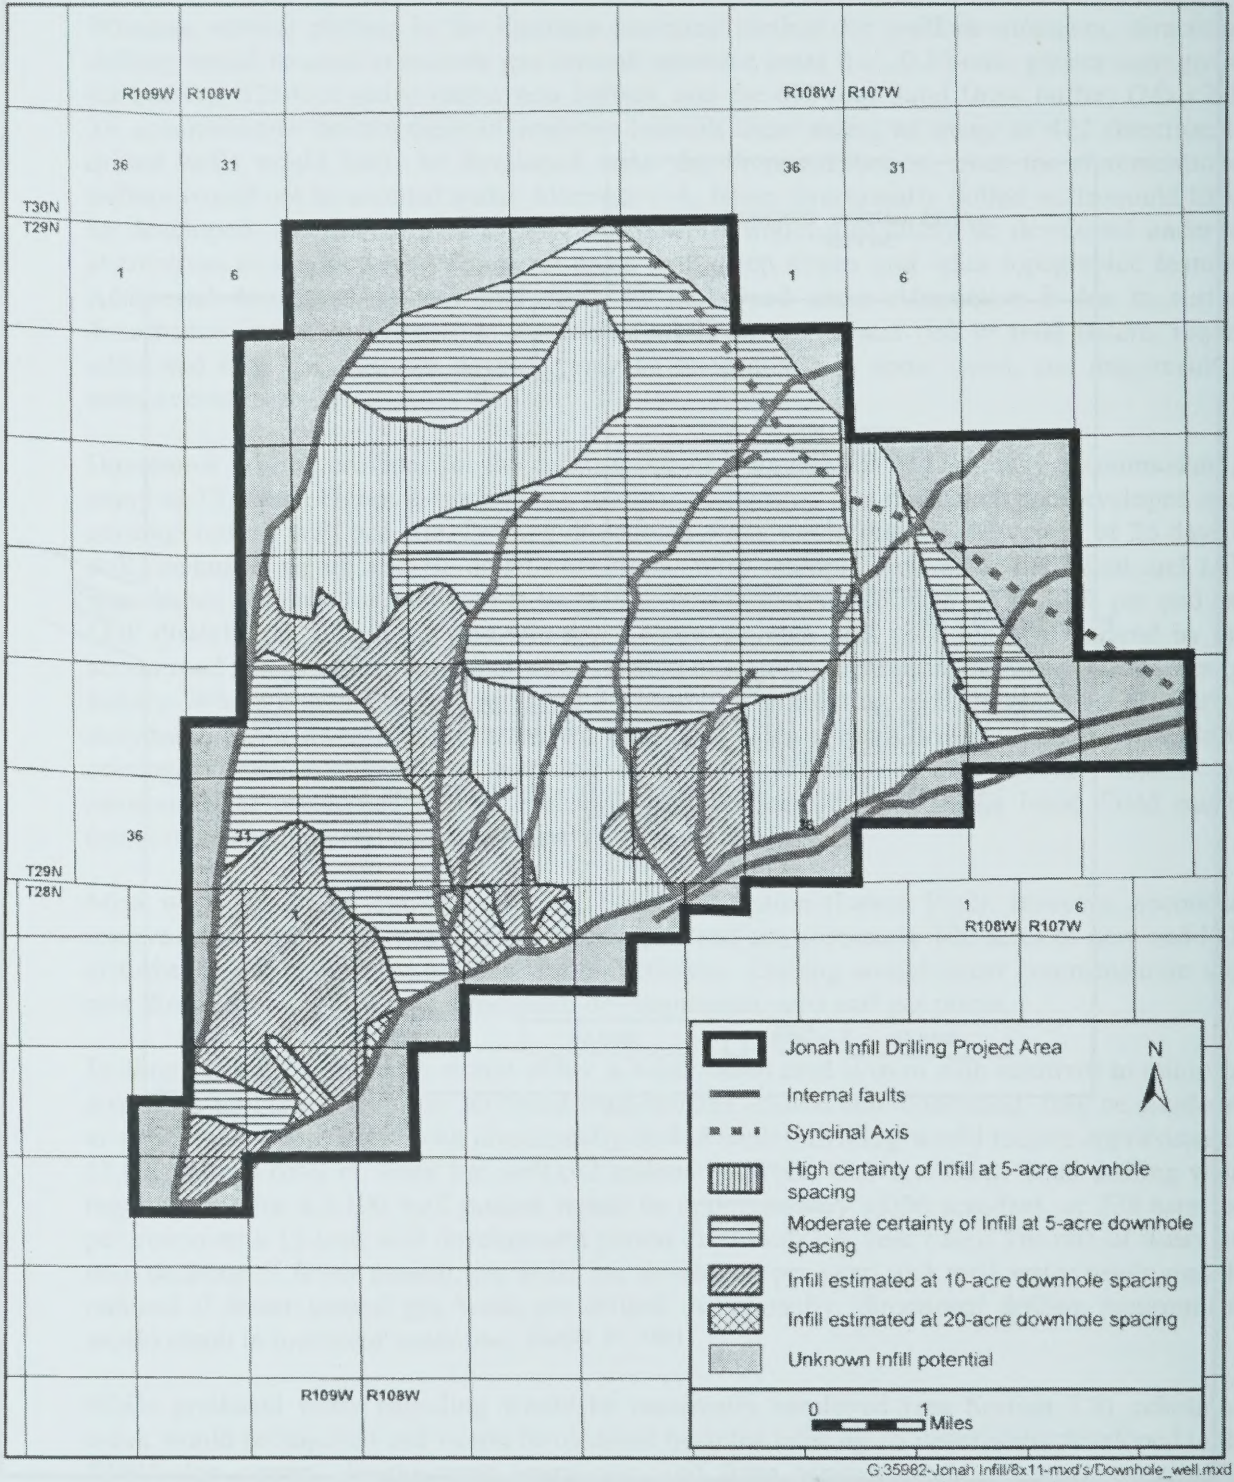 R109W R108W
R108W R107W
36
31
36
31
T30N
T29N
1
6
1
6
36
31
36
T29N
T28N
1
6
1
6
R108W R107W
Jonah Infill Drilling Project Area
N
Internal faults
Synclinal Axis
High certainty of Infill at 5-acre downhole
spacing
Moderate certainty of Infill at 5-acre downhole
spacing
Infill estimated at 10-acre downhole spacing
Infill estimated at 20-acre downhole spacing
Unknown Infill potential
R109W R108W
0 1
Miles
G:35982-Jonah Infill/8x11-mxd's/Downhole_well.mxd